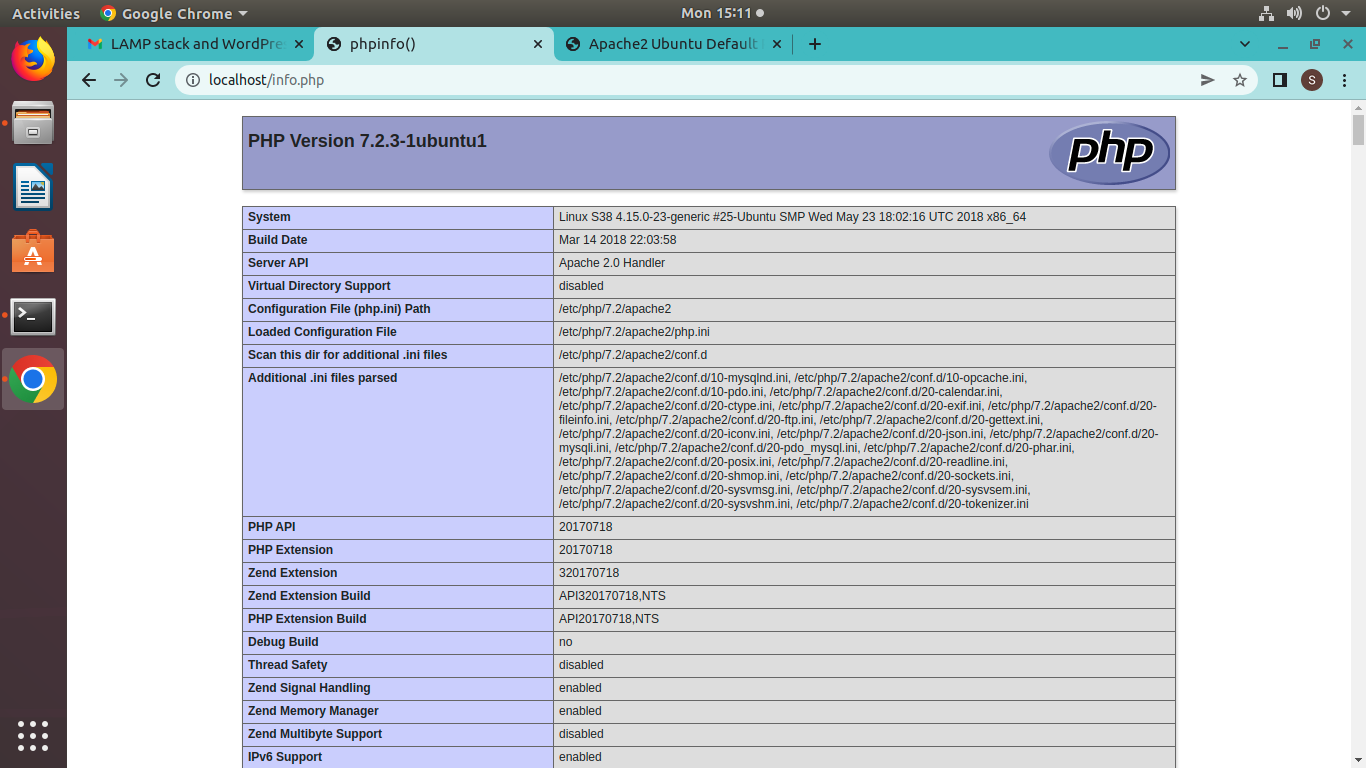 Activities Google Chrome Mon 15:11
LAMP stack and WordPre phpinfo() Apache2 Ubuntu Default
localhost/info.php S
PHP Version 7.2.3-1ubuntu1 php
System Linux S38 4.15.0-23-generic #25-Ubuntu SMP Wed May 23 18:02:16 UTC 2018 x86_64
Build Date Mar 14 2018 22:03:58
Server API Apache 2.0 Handler
Virtual Directory Support disabled
Configuration File (php.ini) Path /etc/php/7.2/apache2
Loaded Configuration File /etc/php/7.2/apache2/php.ini
Scan this dir for additional .ini files /etc/php/7.2/apache2/conf.d
Additional .ini files parsed /etc/php/7.2/apache2/conf.d/10-mysqlnd.ini, /etc/php/7.2/apache2/conf.d/10-opcache.ini,
/etc/php/7.2/apache2/conf.d/10-pdo.ini, /etc/php/7.2/apache2/conf.d/20-calendar.ini,
/etc/php/7.2/apache2/conf.d/20-ctype.ini, /etc/php/7.2/apache2/conf.d/20-exif.ini, /etc/php/7.2/apache2/conf.d/20-
fileinfo.ini, /etc/php/7.2/apache2/conf.d/20-ftp.ini, /etc/php/7.2/apache2/conf.d/20-gettext.ini,
/etc/php/7.2/apache2/conf.d/20-iconv.ini, /etc/php/7.2/apache2/conf.d/20-json.ini, /etc/php/7.2/apache2/conf.d/20-
mysqli.ini, /etc/php/7.2/apache2/conf.d/20-pdo_mysql.ini, /etc/php/7.2/apache2/conf.d/20-phar.ini,
/etc/php/7.2/apache2/conf.d/20-posix.ini, /etc/php/7.2/apache2/conf.d/20-readline.ini,
/etc/php/7.2/apache2/conf.d/20-shmop.ini, /etc/php/7.2/apache2/conf.d/20-sockets.ini,
/etc/php/7.2/apache2/conf.d/20-sysvmsg.ini, /etc/php/7.2/apache2/conf.d/20-sysvsem.ini,
/etc/php/7.2/apache2/conf.d/20-sysvshm.ini, /etc/php/7.2/apache2/conf.d/20-tokenizer.ini
PHP API 20170718
PHP Extension 20170718
Zend Extension 320170718
Zend Extension Build API320170718,NTS
PHP Extension Build API20170718,NTS
Debug Build no
Thread Safety disabled
Zend Signal Handling enabled
Zend Memory Manager enabled
Zend Multibyte Support disabled
IPv6 Support enabled